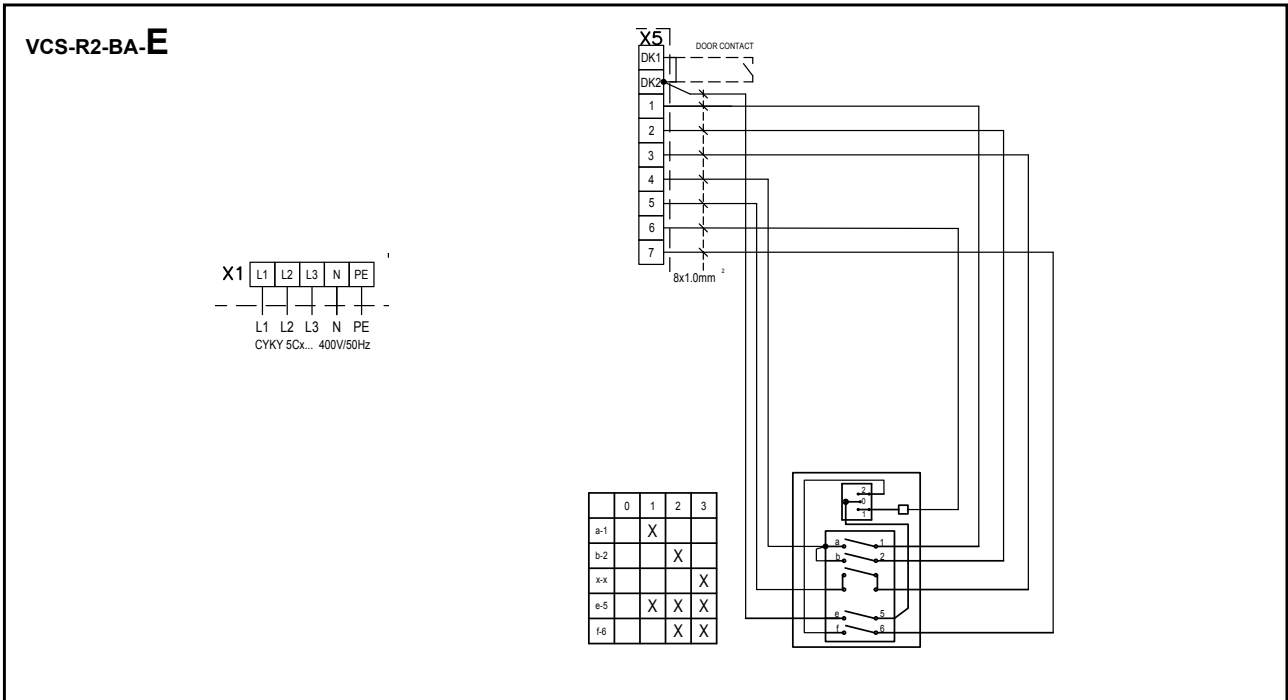 VCS-R2-BA-E
X5
DOOR CONTACT
DK1
DK2
1
2
3
4
5
6
7
8x1.0mm 2
X1 L1 L2 L3 N PE
L1 L2 L3 N PE
CYKY 5Cx... 400V/50Hz
0 1 2 3
a-1 X
b-2 X
x-x X
e-5 X X X
f-6 X X
2
0
1
a 1
b 2
e 5
f 6